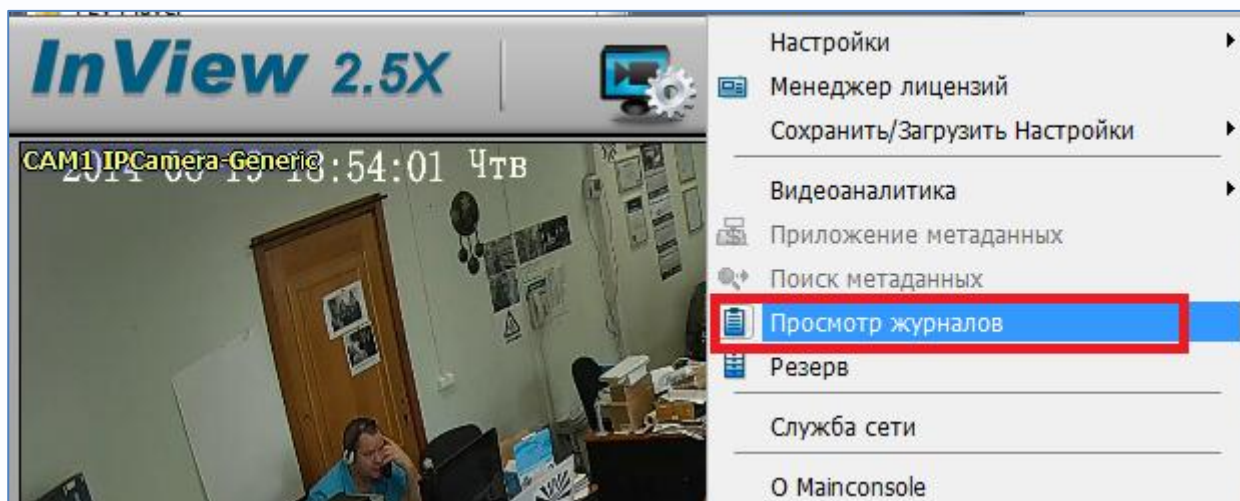 InView 2.5X
CAM1 IPCamera-Generic
18:54:01 Чтв
Настройки
Менеджер лицензий
Сохранить/Загрузить Настройки
Видеоаналитика
Приложение метаданных
Поиск метаданных
Просмотр журналов
Резерв
Служба сети
О Mainconsole